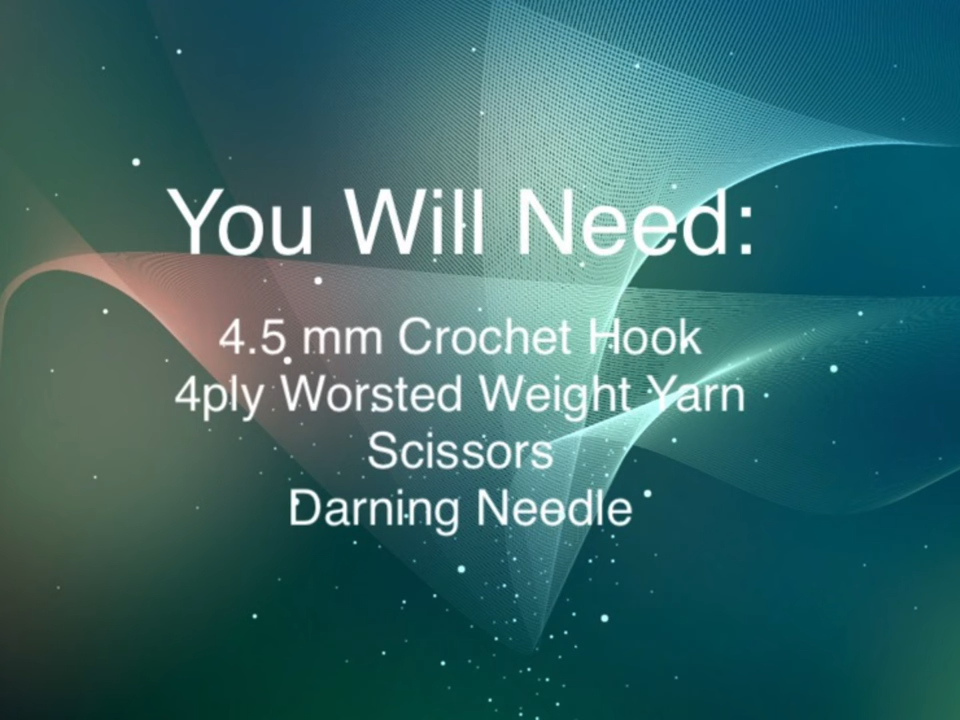 You Will Need:
4.5 mm Crochet Hook
4ply Worsted Weight Yarn
Scissors
Darning Needle